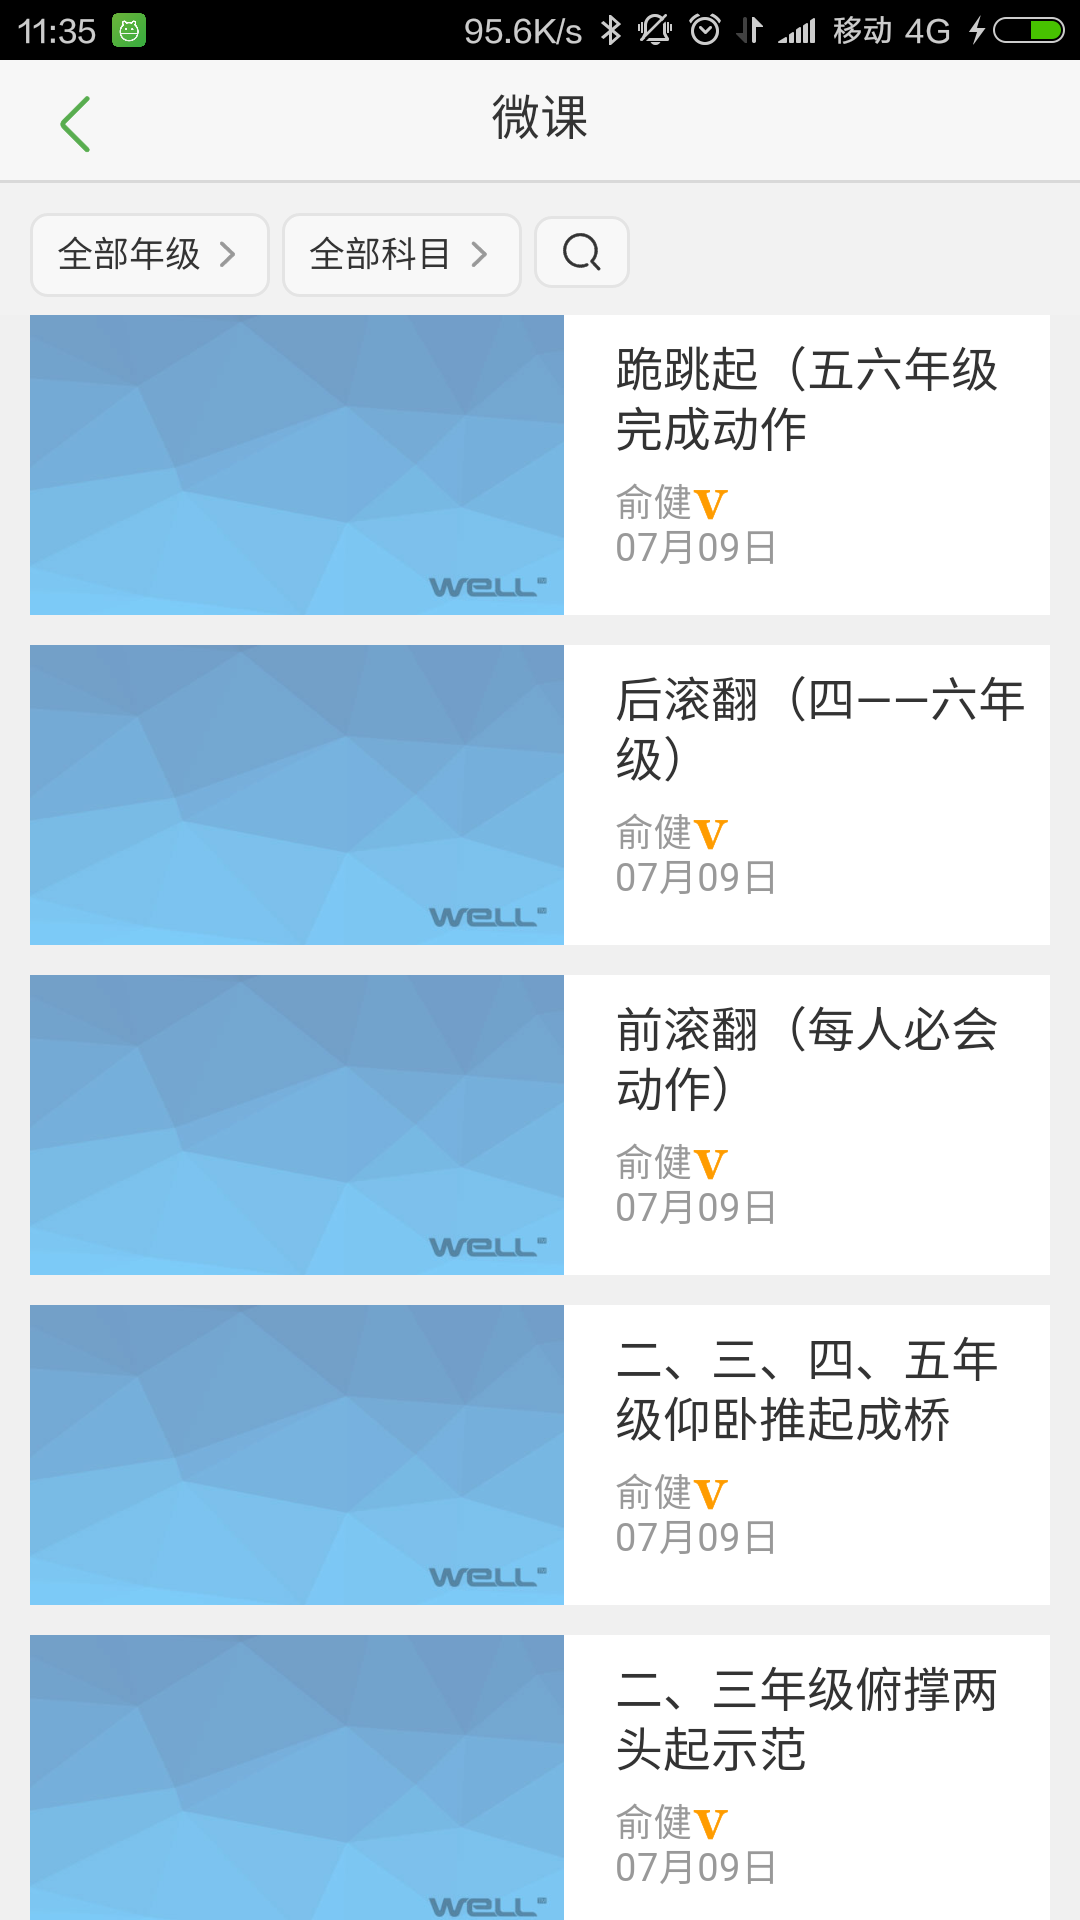 11:35
95.6K/s 移动 4G
微课
全部年级
全部科目
跪跳起（五六年级
完成动作
俞健V
07月09日
WELL
后滚翻（四——六年
级）
俞健V
07月09日
WELL
前滚翻（每人必会
动作）
俞健V
07月09日
WELL
二、三、四、五年
级仰卧推起成桥
俞健V
07月09日
WELL
二、三年级俯撑两
头起示范
俞健V
07月09日
WELL